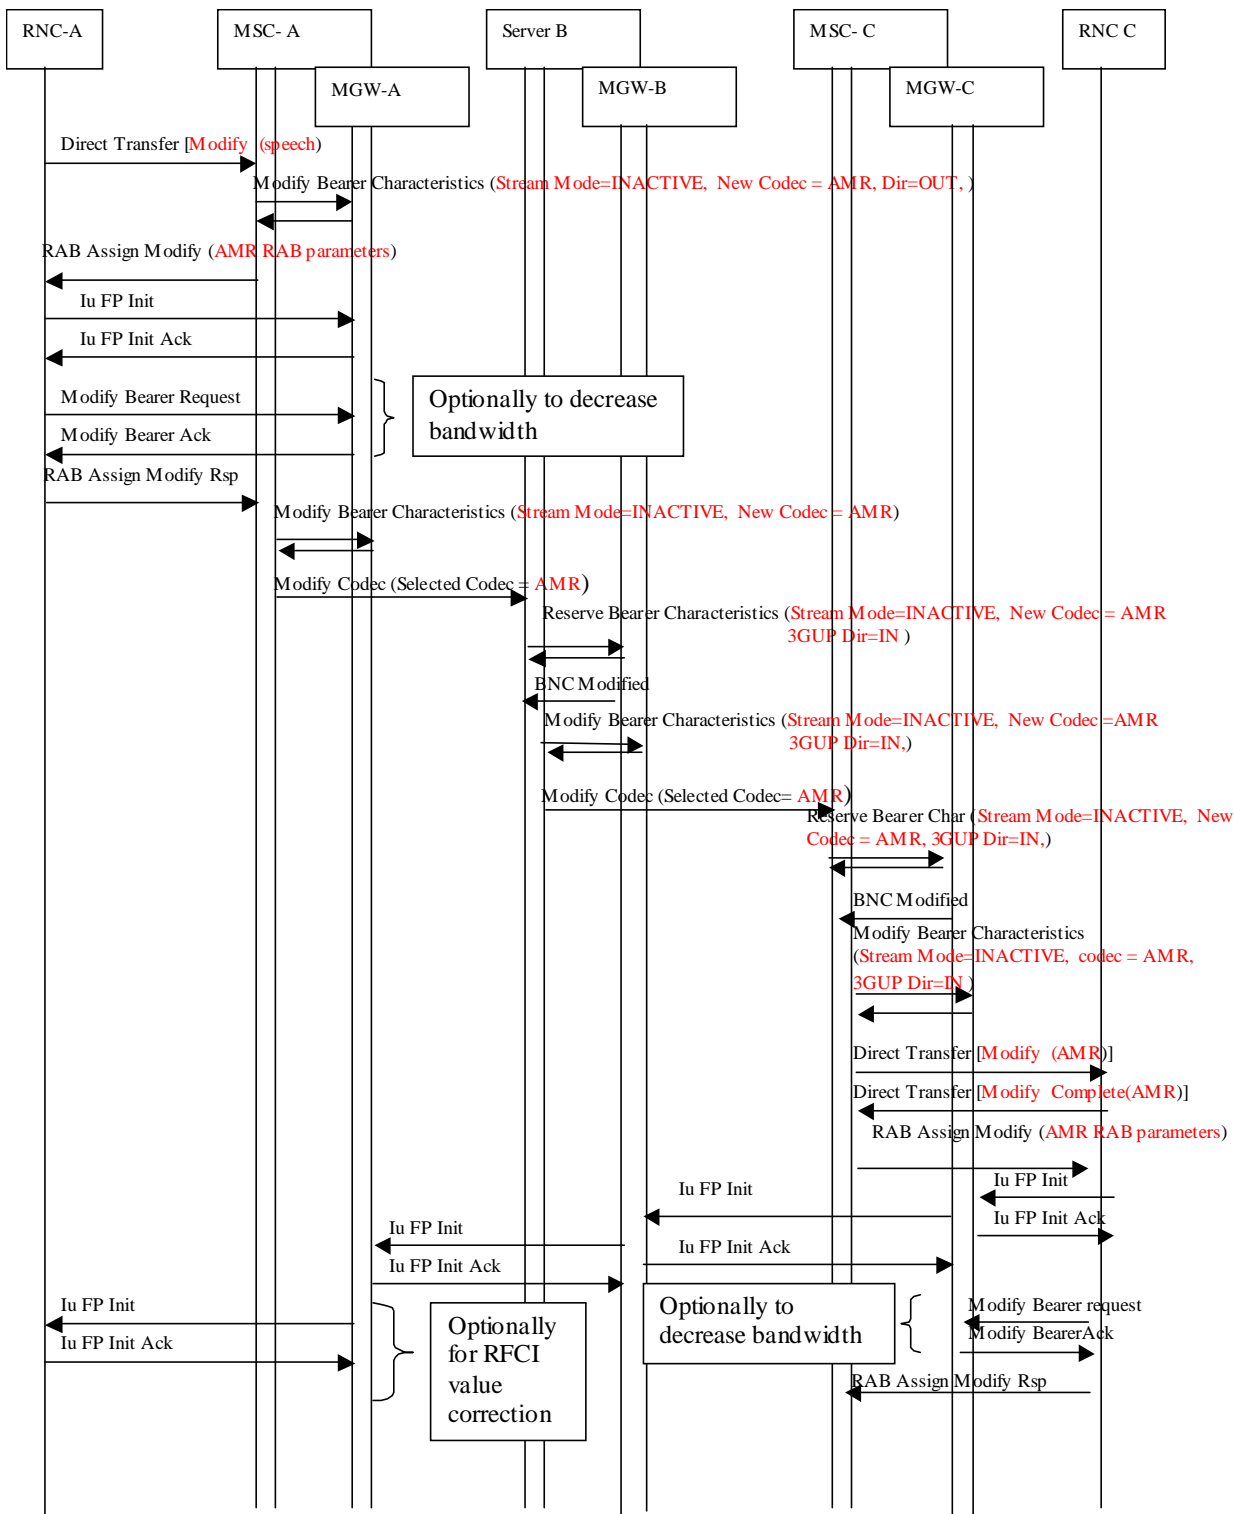 RNC-A
MSC- A
Server B
MSC- C
RNC C
MGW-A
MGW-B
MGW-C
Direct Transfer [Modify (speech)
Modify Bearer Characteristics (Stream Mode=INACTIVE, New Codec = AMR, Dir=OUT, )
RAB Assign Modify (AMR RAB parameters)
Iu FP Init
Iu FP Init Ack
Modify Bearer Request
Optionally to decrease
bandwidth
Modify Bearer Ack
RAB Assign Modify Rsp
Modify Bearer Characteristics (Stream Mode=INACTIVE, New Codec = AMR)
Modify Codec (Selected Codec = AMR)
Reserve Bearer Characteristics (Stream Mode=INACTIVE, New Codec = AMR
3GUP Dir=IN )
BNC Modified
Modify Bearer Characteristics (Stream Mode=INACTIVE, New Codec =AMR
3GUP Dir=IN,)
Modify Codec (Selected Codec= AMR)
Reserve Bearer Char (Stream Mode=INACTIVE, New
Codec = AMR, 3GUP Dir=IN,)
BNC Modified
Modify Bearer Characteristics
(Stream Mode=INACTIVE, codec = AMR,
3GUP Dir=IN )
Direct Transfer [Modify (AMR)]
Direct Transfer [Modify Complete(AMR)]
RAB Assign Modify (AMR RAB parameters)
Iu FP Init
Iu FP Init
Iu FP Init Ack
Iu FP Init
Iu FP Init Ack
Iu FP Init Ack
Iu FP Init
Iu FP Init Ack
Optionally
for RFCI
value
correction
Optionally to
decrease bandwidth
Modify Bearer request
Modify BearerAck
RAB Assign Modify Rsp